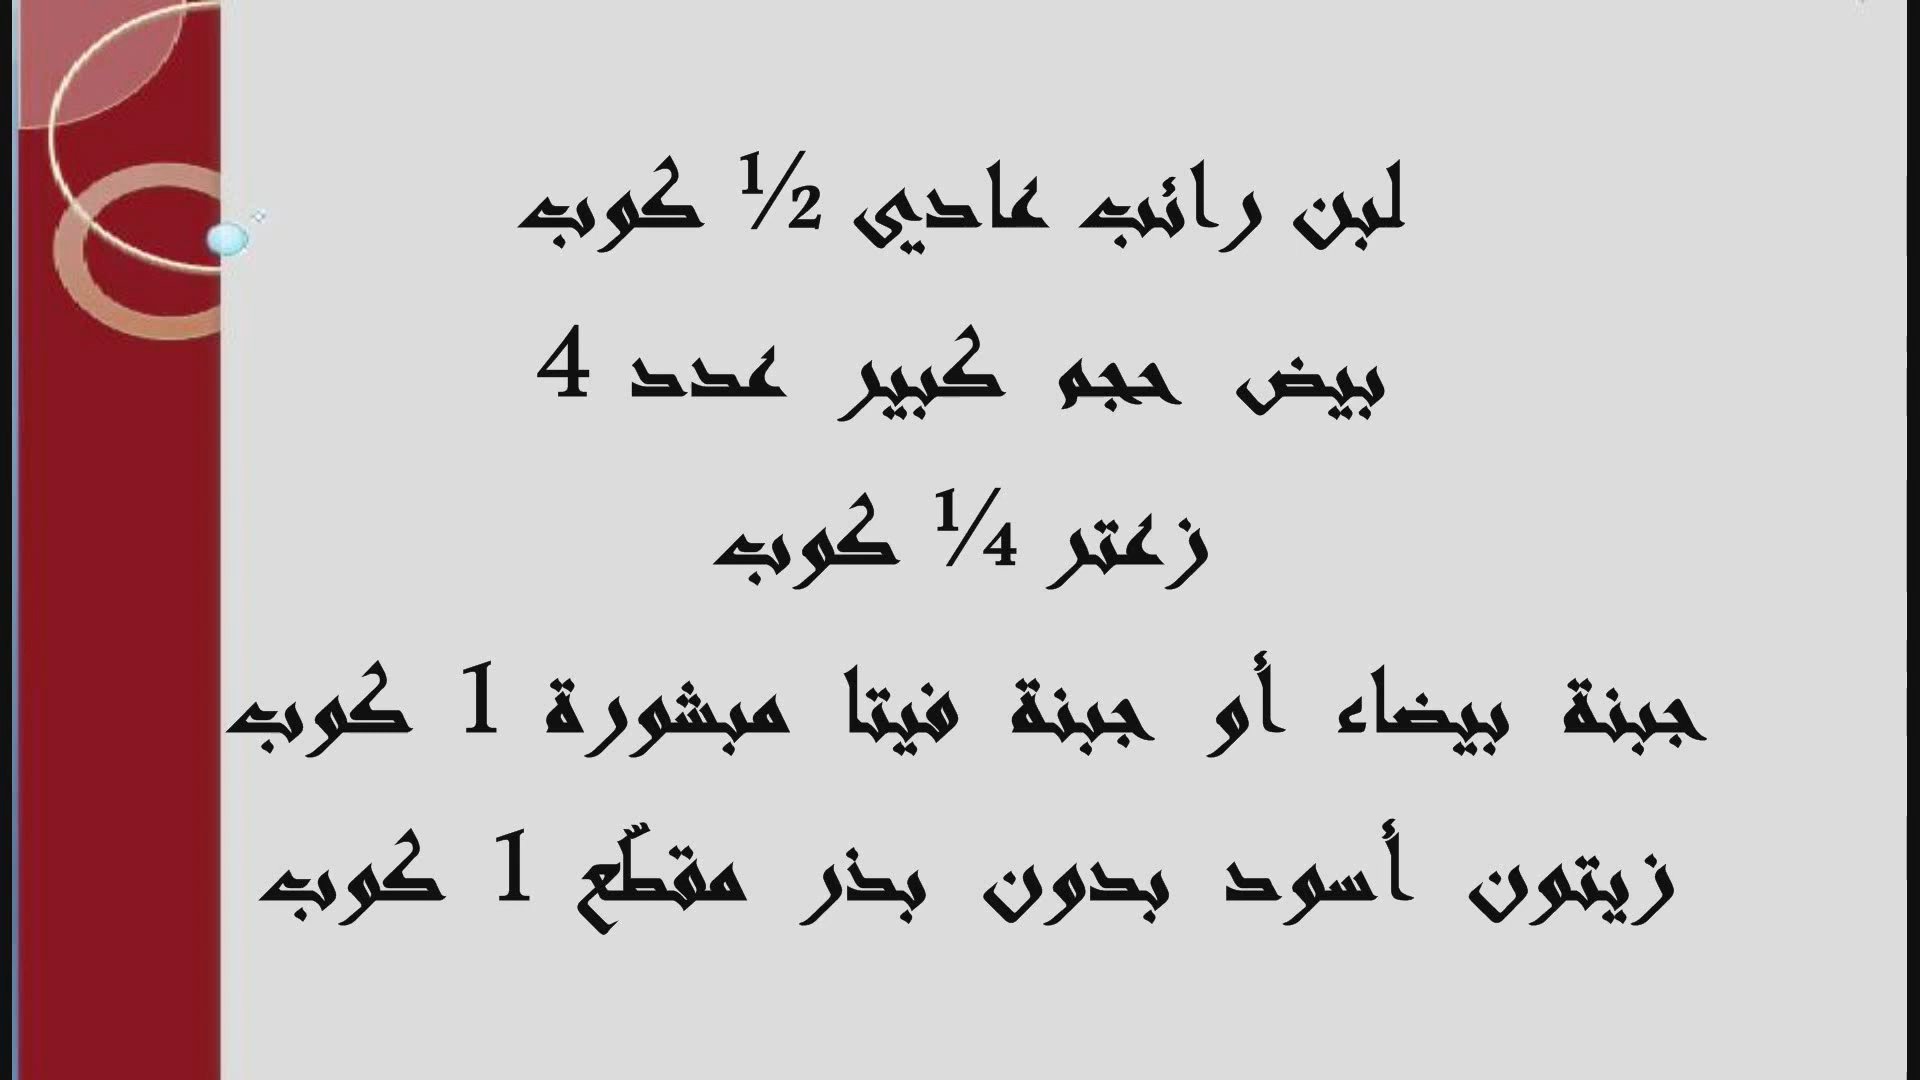 لبن رائب عادي ½ كوب
بيض حجم كبير عدد 4
زعتر ¼ كوب
جبنة بيضاء أو جبنة فيتا مبشورة 1 كوب
زيتون أسود بدون بذر مقطّع 1 كوب